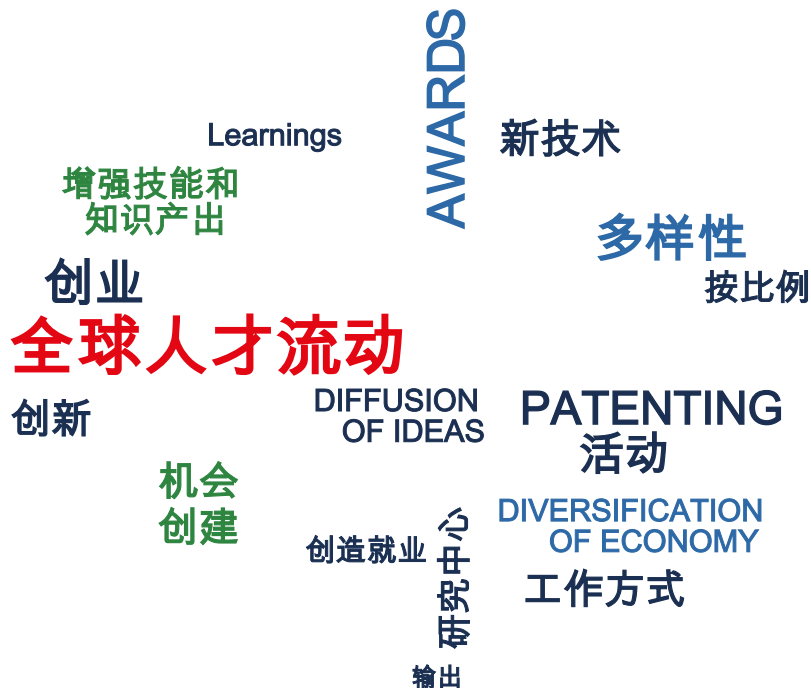 AWARDS
Learnings
新技术
增强技能和
知识产出
多样性
创业
按比例
全球人才流动
创新
DIFFUSION
OF IDEAS
PATENTING
活动
机会
创建
DIVERSIFICATION
OF ECONOMY
创造就业
研究中心
工作方式
输出